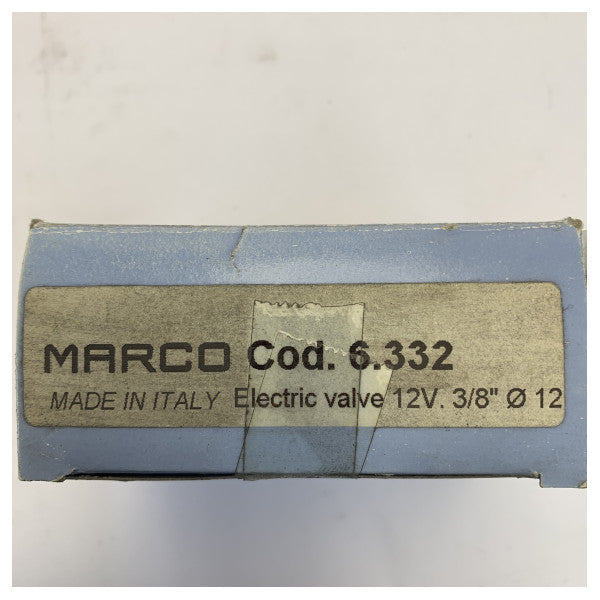 MARCO Cod. 6.332
MADE IN ITALY Electric valve 12V. 3/8" Ø 12